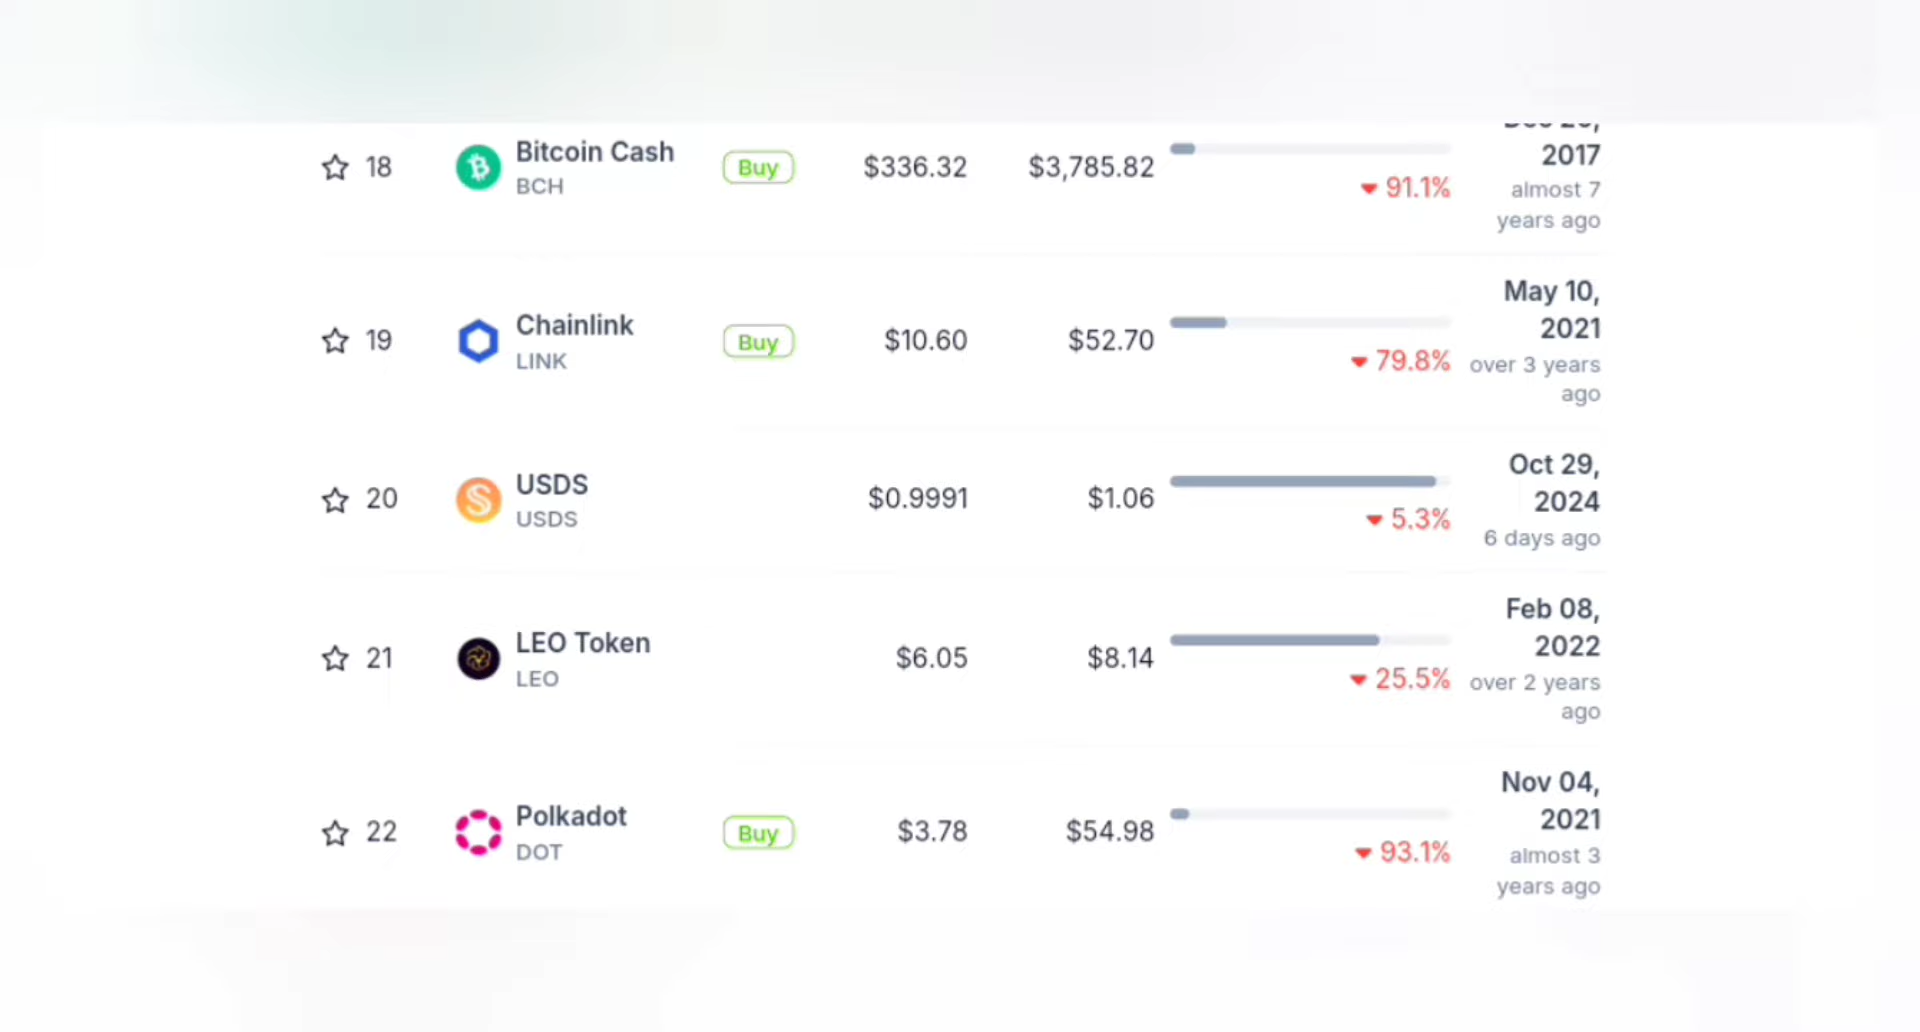 18 Bitcoin Cash BCH Buy $336.32 $3,785.82 91.1% 2017 almost 7 years ago
19 Chainlink LINK Buy $10.60 $52.70 79.8% May 10, 2021 over 3 years ago
20 USDS USDS $0.9991 $1.06 5.3% Oct 29, 2024 6 days ago
21 LEO Token LEO $6.05 $8.14 25.5% Feb 08, 2022 over 2 years ago
22 Polkadot DOT Buy $3.78 $54.98 93.1% Nov 04, 2021 almost 3 years ago